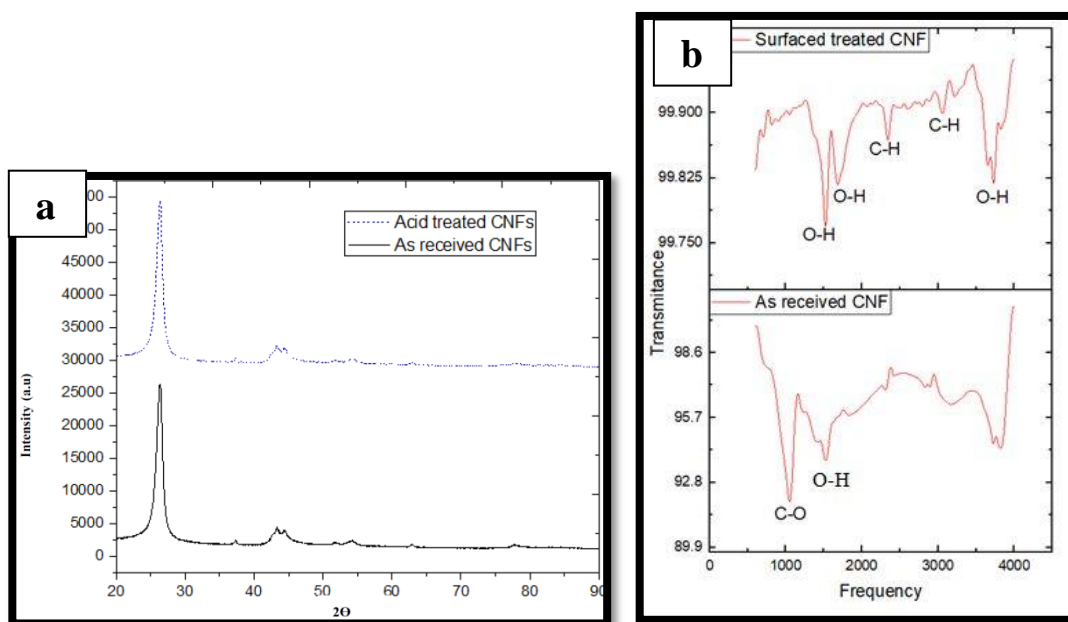 a
Acid treated CNFs
As received CNFs
45000
40000
35000
30000
25000
20000
15000
10000
5000
0
Intensity (a.u)
20
30
40
50
60
70
80
90
2Θ
b
Surfaced treated CNF
99.900
99.825
99.750
C-H
C-H
O-H
O-H
O-H
As received CNF
Transmitance
98.6
95.7
92.8
89.9
O-H
C-O
0
1000
2000
3000
4000
Frequency